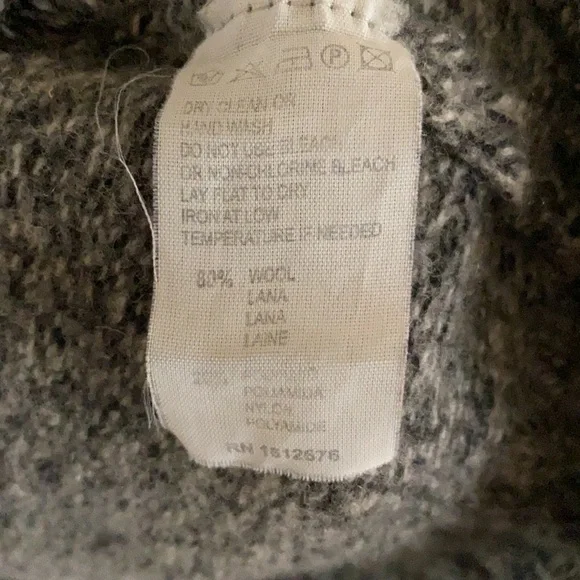 DRY CLEAN OR
HAND WASH
DO NOT USE BLEACH
OR NON-CHLORINE BLEACH
LAY FLAT TO DRY
IRON AT LOW
TEMPERATURE IF NEEDED
WOOL
LANA
LANA
LAINE
POLIAMIDA
NYLON
POLYAMIDE
RN 1512676